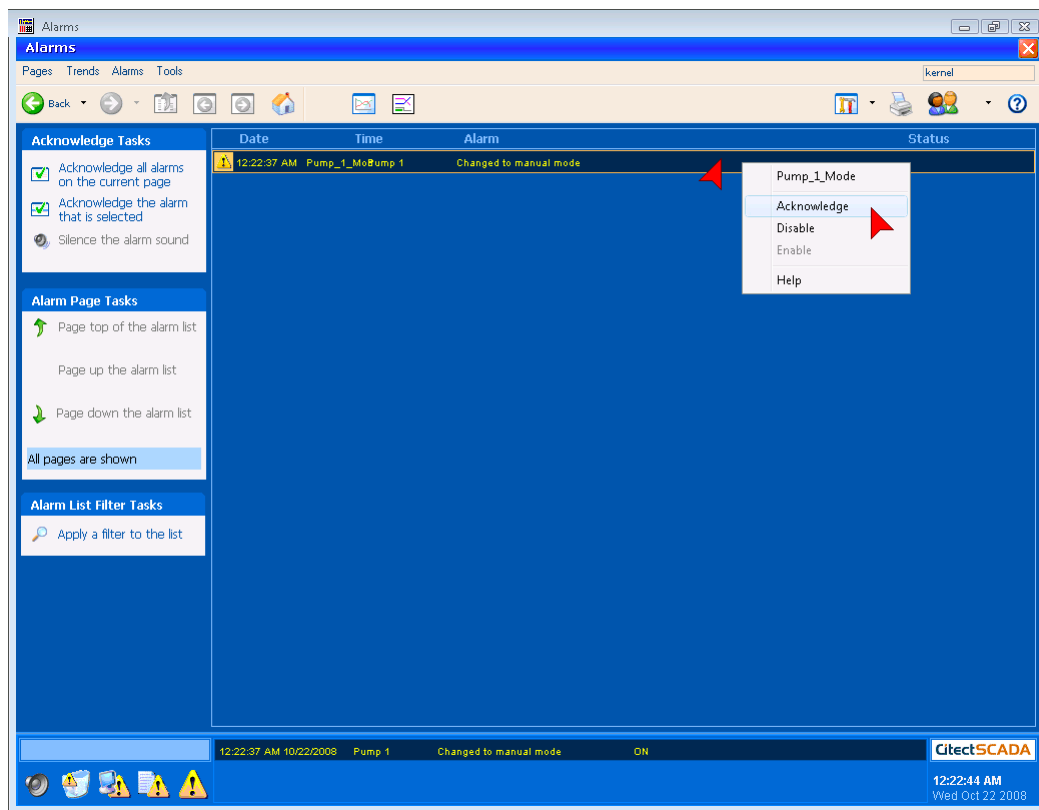 Alarms
Alarms
Pages Trends Alarms Tools
kernel
Back
Acknowledge Tasks
Acknowledge all alarms
on the current page
Acknowledge the alarm
that is selected
Silence the alarm sound
Alarm Page Tasks
Page top of the alarm list
Page up the alarm list
Page down the alarm list
All pages are shown
Alarm List Filter Tasks
Apply a filter to the list
Date Time Alarm Status
12:22:37 AM Pump_1_Mo Pump 1 Changed to manual mode
Pump_1_Mode
Acknowledge
Disable
Enable
Help
12:22:37 AM 10/22/2008 Pump 1 Changed to manual mode ON
CitectSCADA
12:22:44 AM
Wed Oct 22 2008